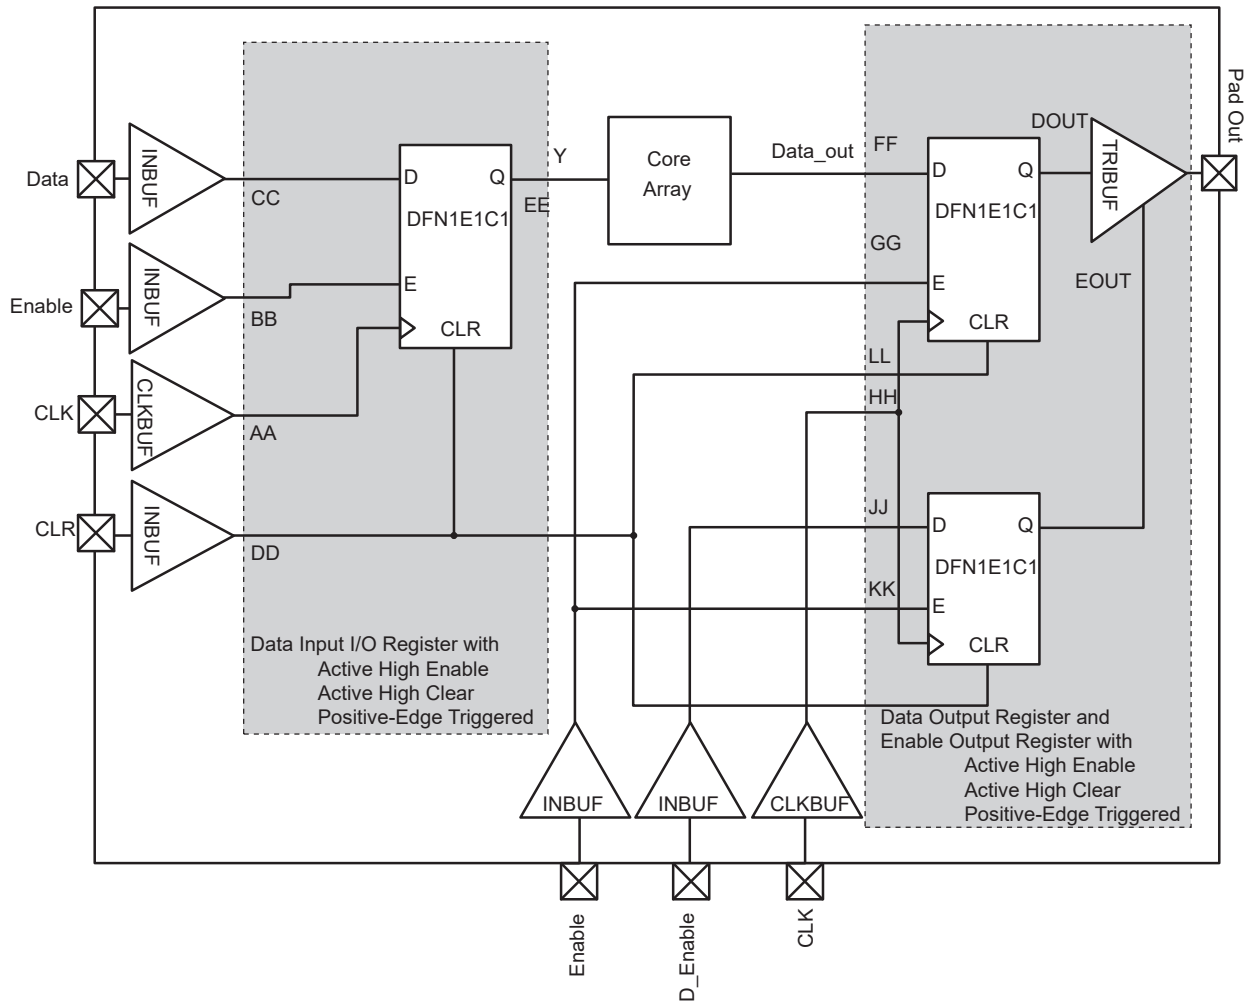 Data
INBUF
CC
Enable
INBUF
BB
CLK
CLKBUF
AA
CLR
INBUF
DD
D
Q
DFN1E1C1
E
CLR
Y
EE
Data Input I/O Register with
Active High Enable
Active High Clear
Positive-Edge Triggered
Core
Array
Data_out
FF
GG
LL
HH
JJ
KK
D
Q
DFN1E1C1
E
CLR
DOUT
TRIBUF
EOUT
Pad Out
D
Q
DFN1E1C1
E
CLR
Data Output Register and
Enable Output Register with
Active High Enable
Active High Clear
Positive-Edge Triggered
INBUF
INBUF
CLKBUF
Enable
D_Enable
CLK